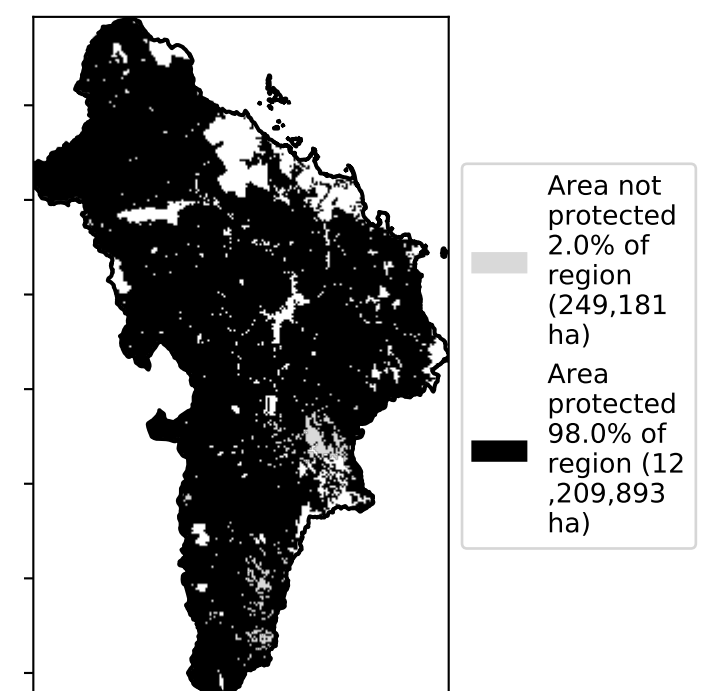 Area not
protected
2.0% of
region
(249,181
ha)
Area
protected
98.0% of
region (12
,209,893
ha)